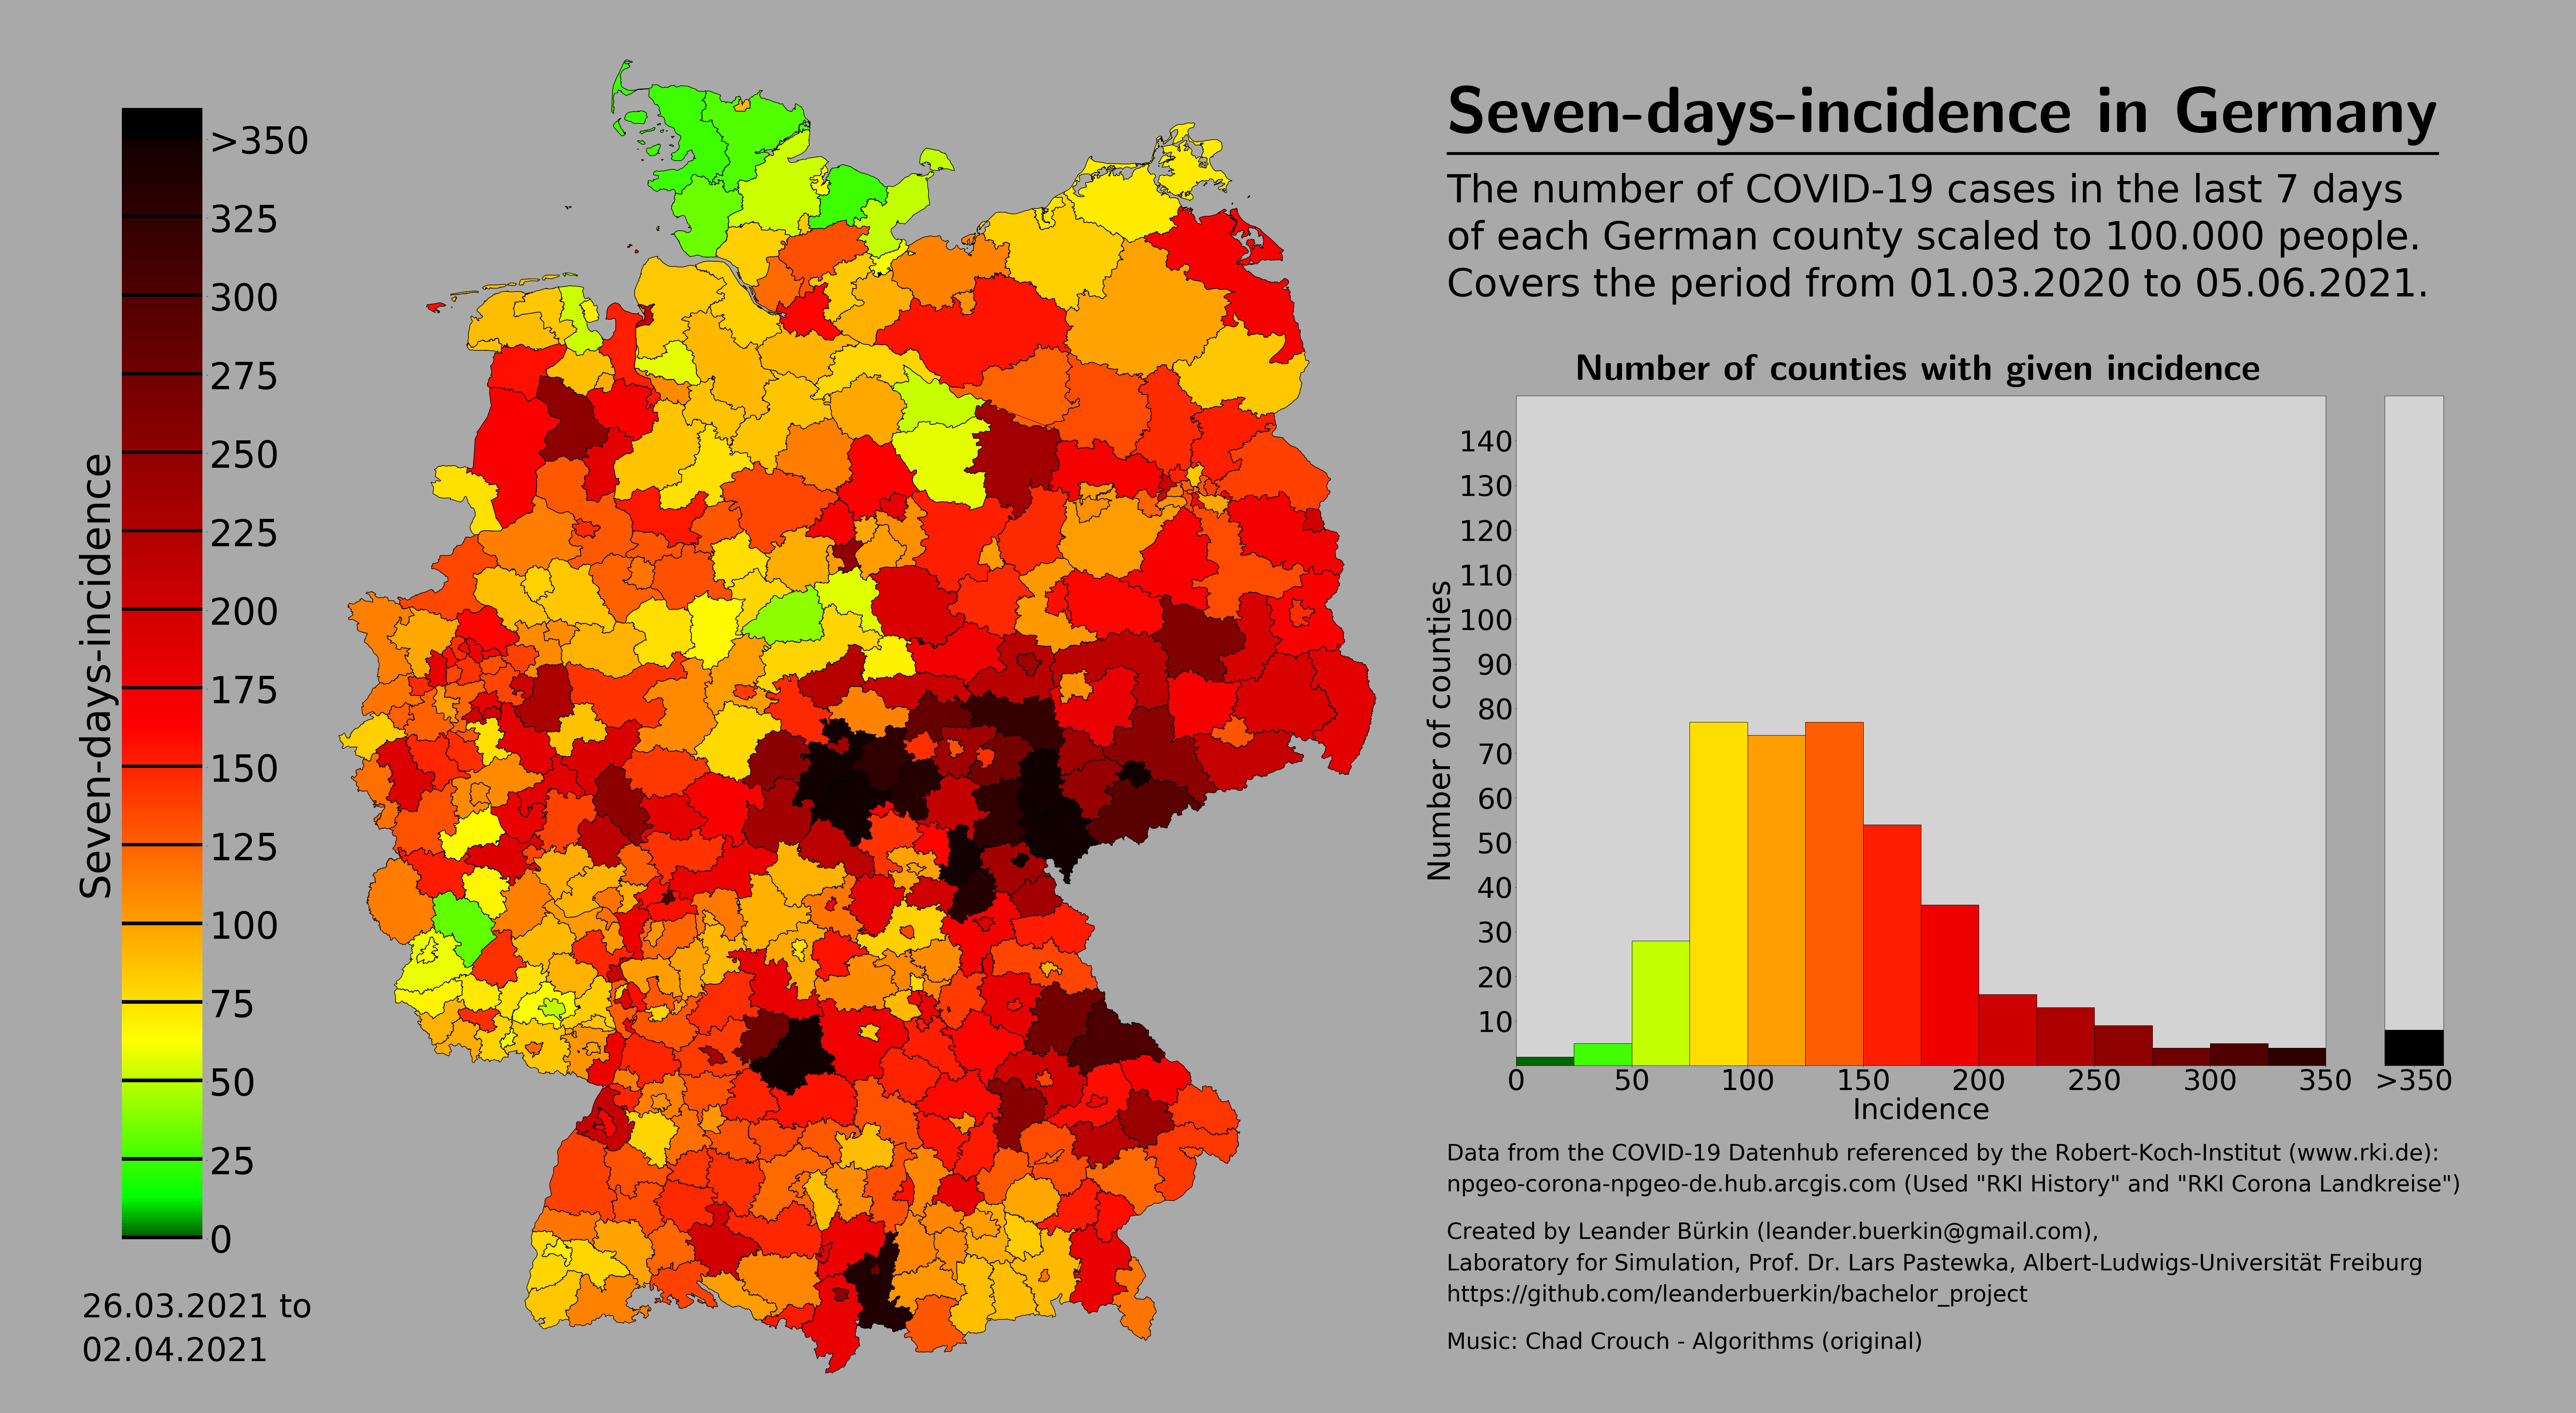 Seven-days-incidence in Germany
The number of COVID-19 cases in the last 7 days
of each German county scaled to 100.000 people.
Covers the period from 01.03.2020 to 05.06.2021.
Seven-days-incidence
>350
325
300
275
250
225
200
175
150
125
100
75
50
25
0
26.03.2021 to
02.04.2021
Number of counties with given incidence
Number of counties
140
130
120
110
100
90
80
70
60
50
40
30
20
10
0 50 100 150 200 250 300 350 >350
Incidence
Data from the COVID-19 Datenhub referenced by the Robert-Koch-Institut (www.rki.de):
npgeo-corona-npgeo-de.hub.arcgis.com (Used "RKI History" and "RKI Corona Landkreise")
Created by Leander Bürkin (leander.buerkin@gmail.com),
Laboratory for Simulation, Prof. Dr. Lars Pastewka, Albert-Ludwigs-Universität Freiburg
https://github.com/leanderbuerkin/bachelor_project
Music: Chad Crouch - Algorithms (original)